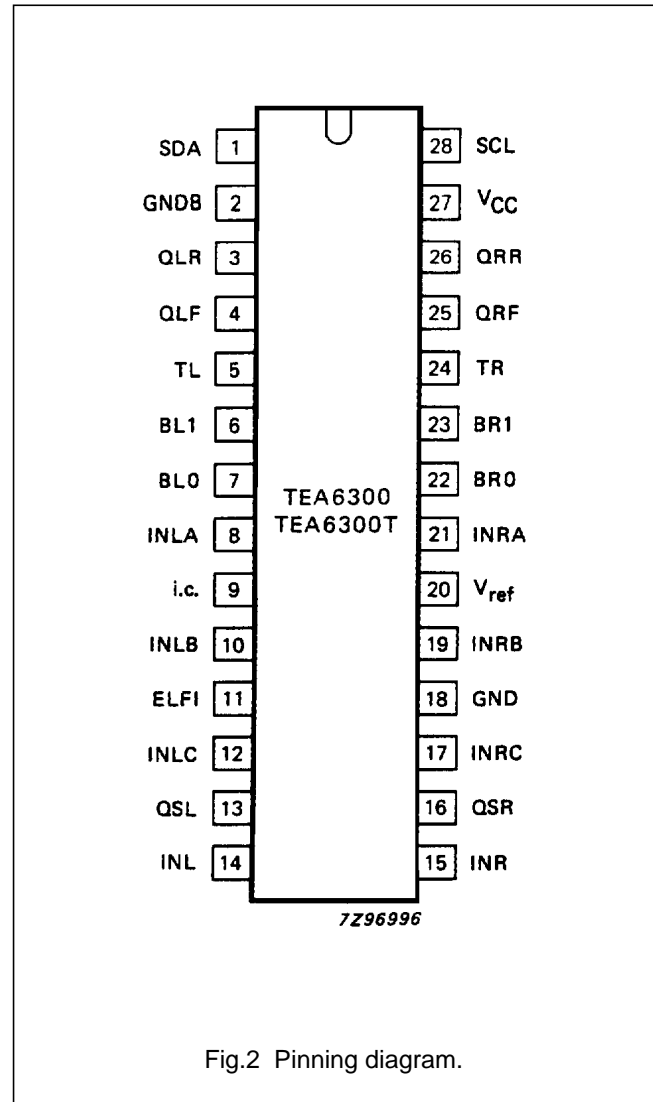 SDA 1 28 SCL
GNDB 2 27 VCC
QLR 3 26 QRR
QLF 4 25 QRF
TL 5 24 TR
BL1 6 23 BR1
BL0 7 22 BR0
TEA6300
TEA6300T
INLA 8 21 INRA
i.c. 9 20 Vref
INLB 10 19 INRB
ELFI 11 18 GND
INLC 12 17 INRC
QSL 13 16 QSR
INL 14 15 INR
7Z96996
Fig.2 Pinning diagram.